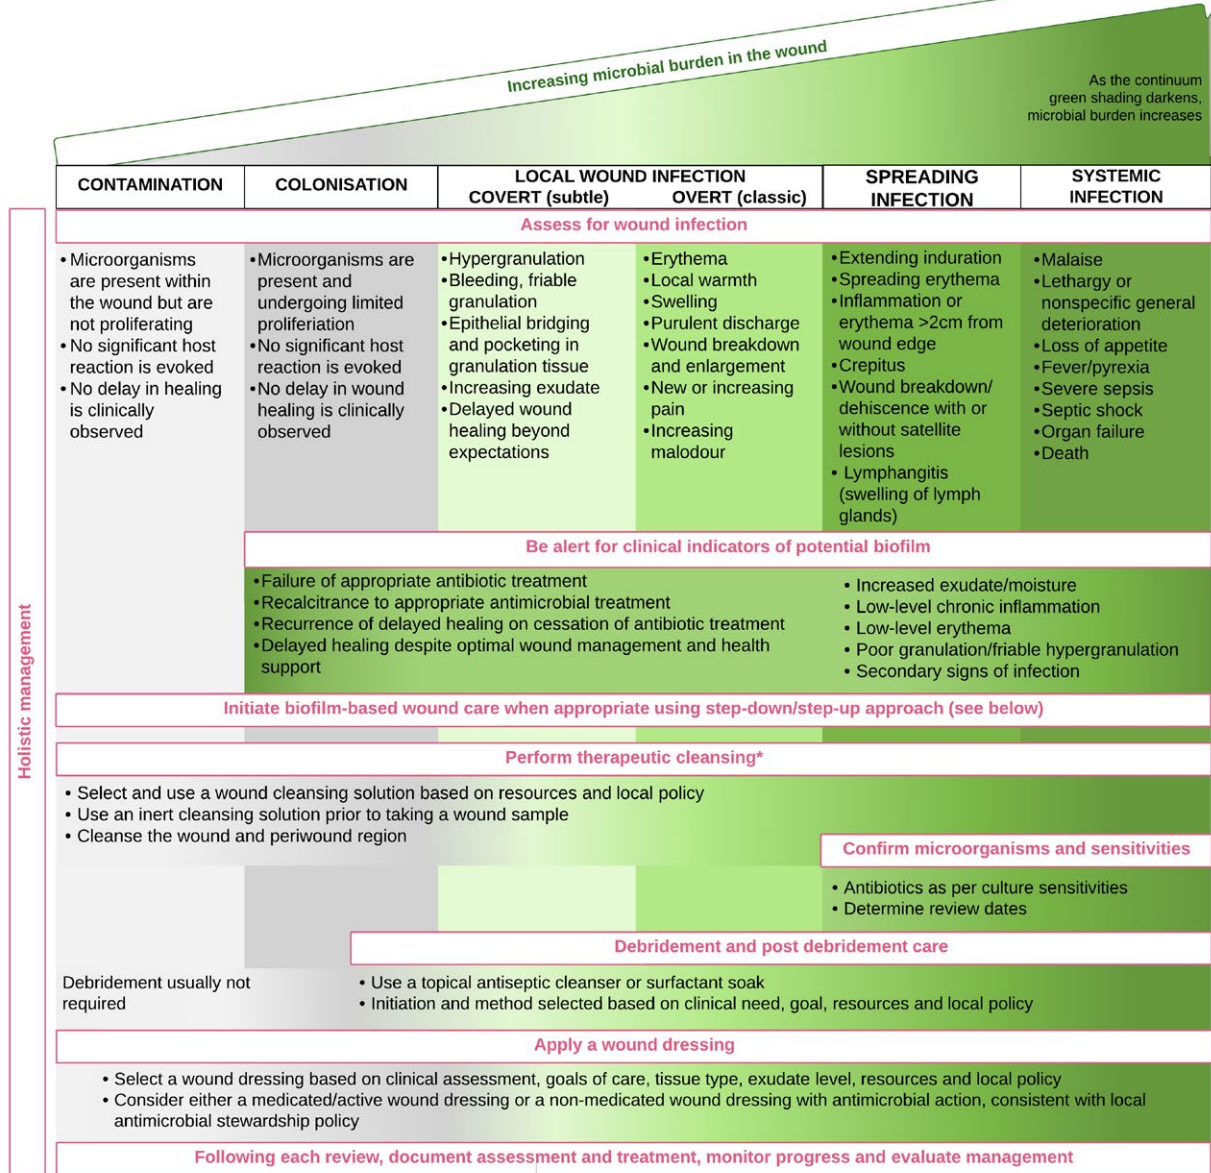 Increasing microbial burden in the wound
As the continuum
green shading darkens,
microbial burden increases
CONTAMINATION
COLONISATION
LOCAL WOUND INFECTION
COVERT (subtle)
OVERT (classic)
SPREADING
INFECTION
SYSTEMIC
INFECTION
Holistic management
Assess for wound infection
•Microorganisms
are present within
the wound but are
not proliferating
•No significant host
reaction is evoked
•No delay in healing
is clinically
observed
•Microorganisms are
present and
undergoing limited
proliferiation
•No significant host
reaction is evoked
•No delay in wound
healing is clinically
observed
•Hypergranulation
•Bleeding, friable
granulation
•Epithelial bridging
and pocketing in
granulation tissue
•Increasing exudate
•Delayed wound
healing beyond
expectations
•Erythema
•Local warmth
•Swelling
•Purulent discharge
•Wound breakdown
and enlargement
•New or increasing
pain
•Increasing
malodour
•Extending induration
•Spreading erythema
•Inflammation or
erythema >2cm from
wound edge
•Crepitus
•Wound breakdown/
dehiscence with or
without satellite
lesions
• Lymphangitis
(swelling of lymph
glands)
•Malaise
•Lethargy or
nonspecific general
deterioration
•Loss of appetite
•Fever/pyrexia
•Severe sepsis
•Septic shock
•Organ failure
•Death
Be alert for clinical indicators of potential biofilm
•Failure of appropriate antibiotic treatment
•Recalcitrance to appropriate antimicrobial treatment
•Recurrence of delayed healing on cessation of antibiotic treatment
•Delayed healing despite optimal wound management and health
support
• Increased exudate/moisture
• Low-level chronic inflammation
• Low-level erythema
• Poor granulation/friable hypergranulation
• Secondary signs of infection
Initiate biofilm-based wound care when appropriate using step-down/step-up approach (see below)
Perform therapeutic cleansing*
• Select and use a wound cleansing solution based on resources and local policy
• Use an inert cleansing solution prior to taking a wound sample
• Cleanse the wound and periwound region
Confirm microorganisms and sensitivities
• Antibiotics as per culture sensitivities
• Determine review dates
Debridement and post debridement care
Debridement usually not
required
• Use a topical antiseptic cleanser or surfactant soak
• Initiation and method selected based on clinical need, goal, resources and local policy
Apply a wound dressing
• Select a wound dressing based on clinical assessment, goals of care, tissue type, exudate level, resources and local policy
• Consider either a medicated/active wound dressing or a non-medicated wound dressing with antimicrobial action, consistent with local
antimicrobial stewardship policy
Following each review, document assessment and treatment, monitor progress and evaluate management